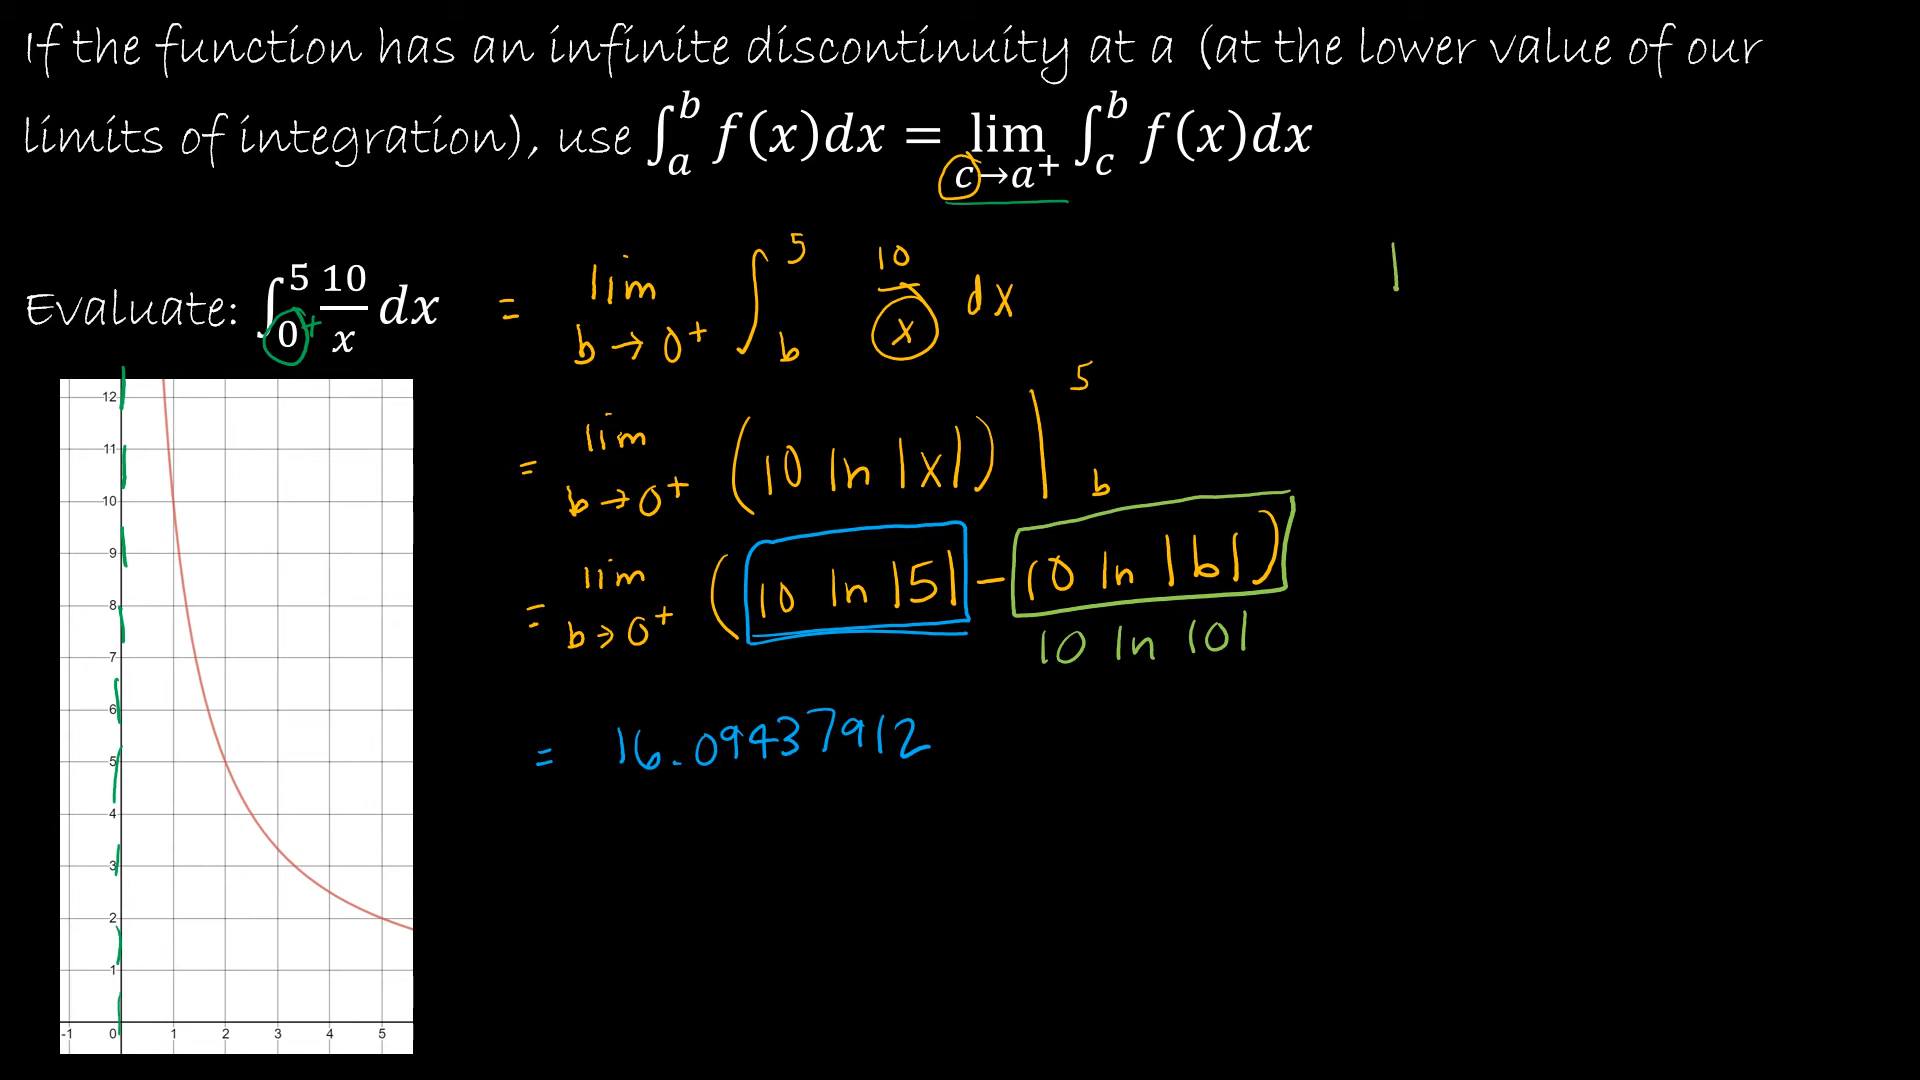 If the function has an infinite discontinuity at a (at the lower value of our
limits of integration), use ∫_a^b f(x)dx = lim_{c→a⁺} ∫_c^b f(x)dx
Evaluate: ∫_0^5 10/x dx = lim_{b→0⁺} ∫_b^5 10/x dx
+
= lim_{b→0⁺} (10 ln |x|) |_b^5
= lim_{b→0⁺} (10 ln |5| − 10 ln |b|)
10 ln |0|
= 16.09437912
12
11
10
9
8
7
6
5
4
3
2
1
-1 0 1 2 3 4 5